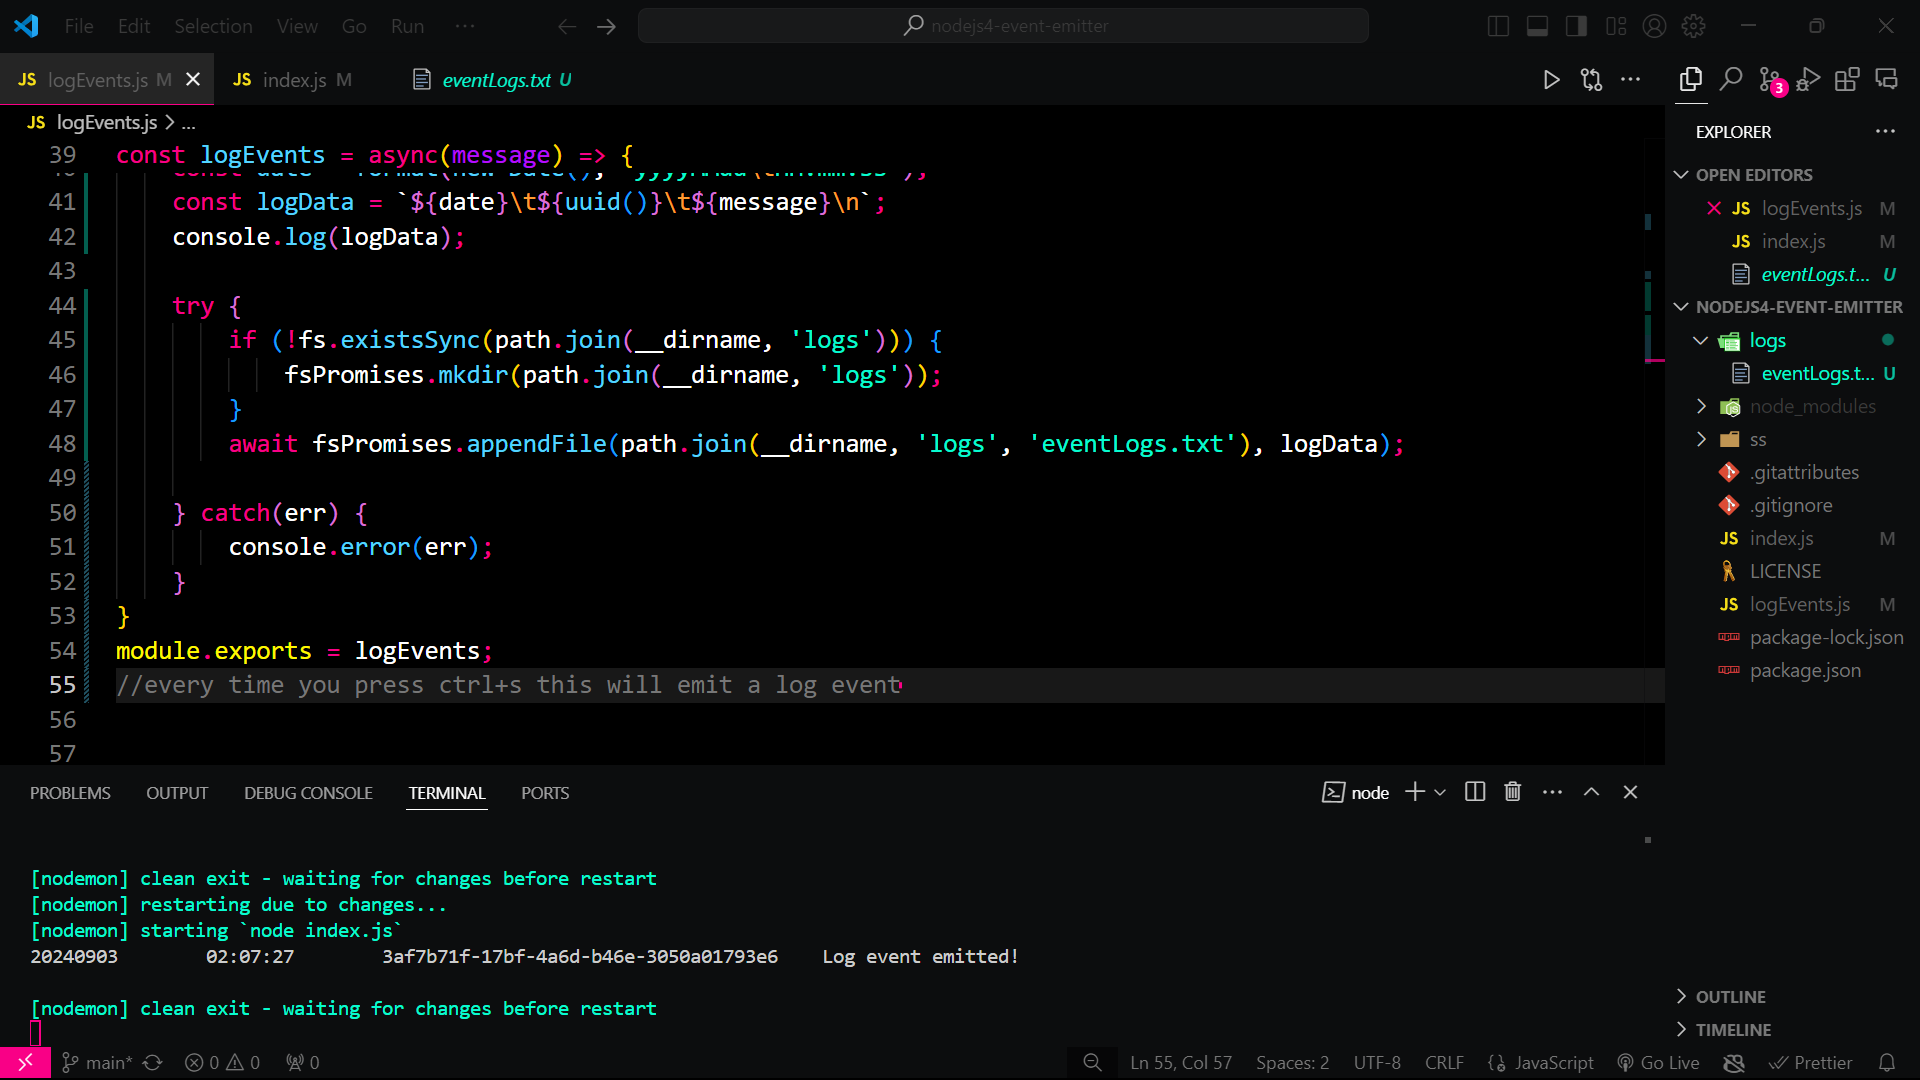 File Edit Selection View Go Run ... nodejs4-event-emitter
JS logEvents.js M JS index.js M eventLogs.txt U
JS logEvents.js > ...
39 const logEvents = async(message) => {
41 const logData = `${date}\t${uuid()}\t${message}\n`;
42 console.log(logData);
43
44 try {
45 if (!fs.existsSync(path.join(__dirname, 'logs'))) {
46 fsPromises.mkdir(path.join(__dirname, 'logs'));
47 }
48 await fsPromises.appendFile(path.join(__dirname, 'logs', 'eventLogs.txt'), logData);
49
50 } catch(err) {
51 console.error(err);
52 }
53 }
54 module.exports = logEvents;
55 //every time you press ctrl+s this will emit a log event
56
57
PROBLEMS OUTPUT DEBUG CONSOLE TERMINAL PORTS node
[nodemon] clean exit - waiting for changes before restart
[nodemon] restarting due to changes...
[nodemon] starting `node index.js`
20240903 02:07:27 3af7b71f-17bf-4a6d-b46e-3050a01793e6 Log event emitted!
[nodemon] clean exit - waiting for changes before restart
3
EXPLORER
OPEN EDITORS
JS logEvents.js M
JS index.js M
eventLogs.t... U
NODEJS4-EVENT-EMITTER
logs
eventLogs.t... U
node_modules
ss
.gitattributes
.gitignore
JS index.js M
LICENSE
JS logEvents.js M
package-lock.json
package.json
OUTLINE
TIMELINE
main* 0 0 0 Ln 55, Col 57 Spaces: 2 UTF-8 CRLF {} JavaScript Go Live Prettier